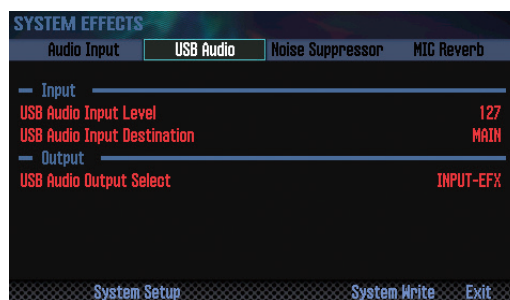 SYSTEM EFFECTS
Audio Input USB Audio Noise Suppressor MIC Reverb
Input
USB Audio Input Level 127
USB Audio Input Destination MAIN
Output
USB Audio Output Select INPUT-EFX
System Setup System Write Exit